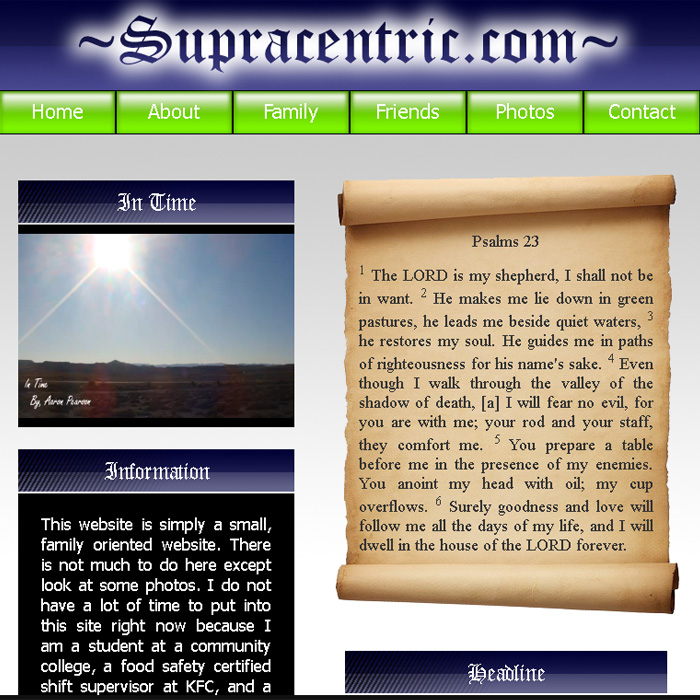 ~Supracentric.com~
Home About Family Friends Photos Contact
In Time
In Time
By, Aaron Pearson
Information
This website is simply a small,
family oriented website. There
is not much to do here except
look at some photos. I do not
have a lot of time to put into
this site right now because I
am a student at a community
college, a food safety certified
shift supervisor at KFC, and a
Psalms 23
1 The LORD is my shepherd, I shall not be
in want. 2 He makes me lie down in green
pastures, he leads me beside quiet waters, 3
he restores my soul. He guides me in paths
of righteousness for his name's sake. 4 Even
though I walk through the valley of the
shadow of death, [a] I will fear no evil, for
you are with me; your rod and your staff,
they comfort me. 5 You prepare a table
before me in the presence of my enemies.
You anoint my head with oil; my cup
overflows. 6 Surely goodness and love will
follow me all the days of my life, and I will
dwell in the house of the LORD forever.
Headline